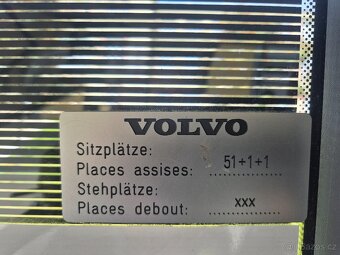 VOLVO
Sitzplätze:
Places assises: 51+1+1
Stehplätze:
Places debout: xxx